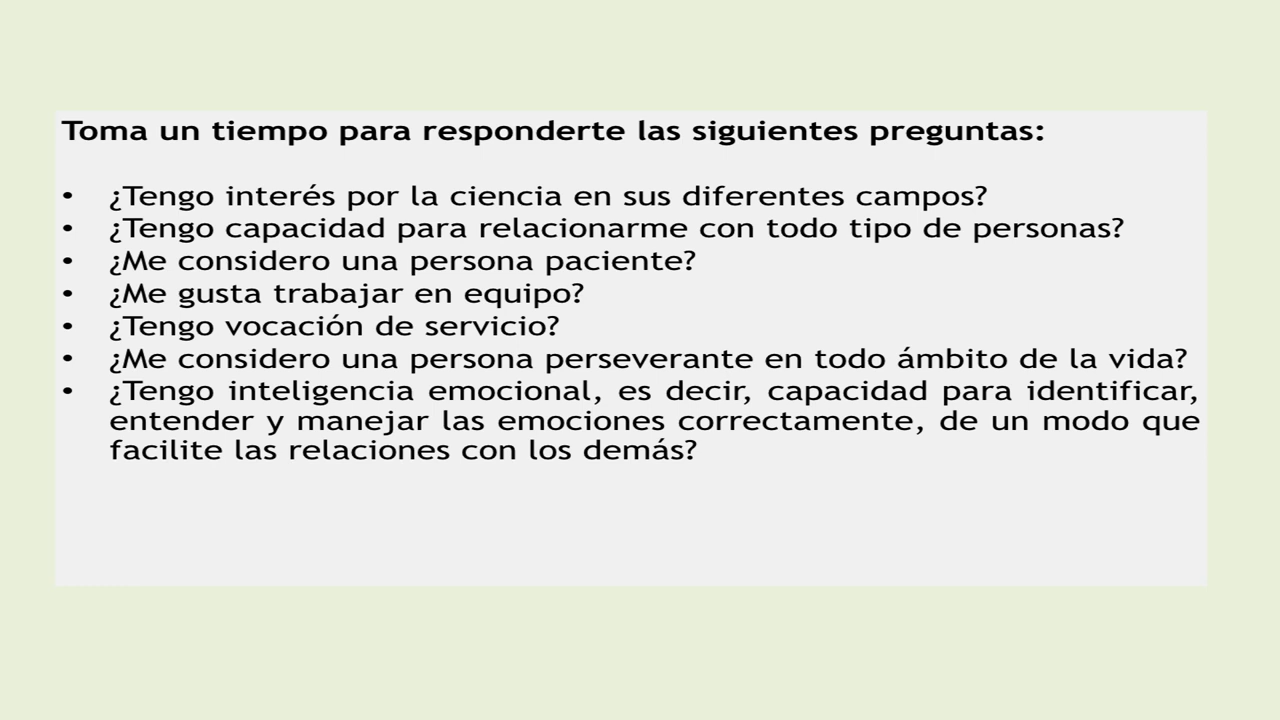 Toma un tiempo para responderte las siguientes preguntas:
• ¿Tengo interés por la ciencia en sus diferentes campos?
• ¿Tengo capacidad para relacionarme con todo tipo de personas?
• ¿Me considero una persona paciente?
• ¿Me gusta trabajar en equipo?
• ¿Tengo vocación de servicio?
• ¿Me considero una persona perseverante en todo ámbito de la vida?
• ¿Tengo inteligencia emocional, es decir, capacidad para identificar,
entender y manejar las emociones correctamente, de un modo que
facilite las relaciones con los demás?